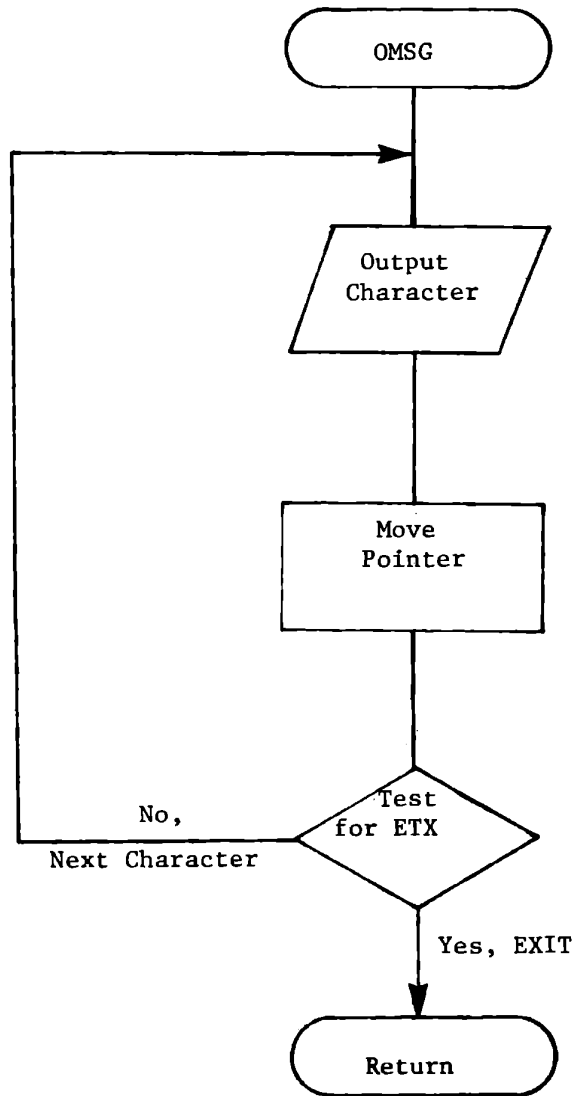 OMSG
Output
Character
Move
Pointer
Test
for ETX
No,
Next Character
Yes, EXIT
Return